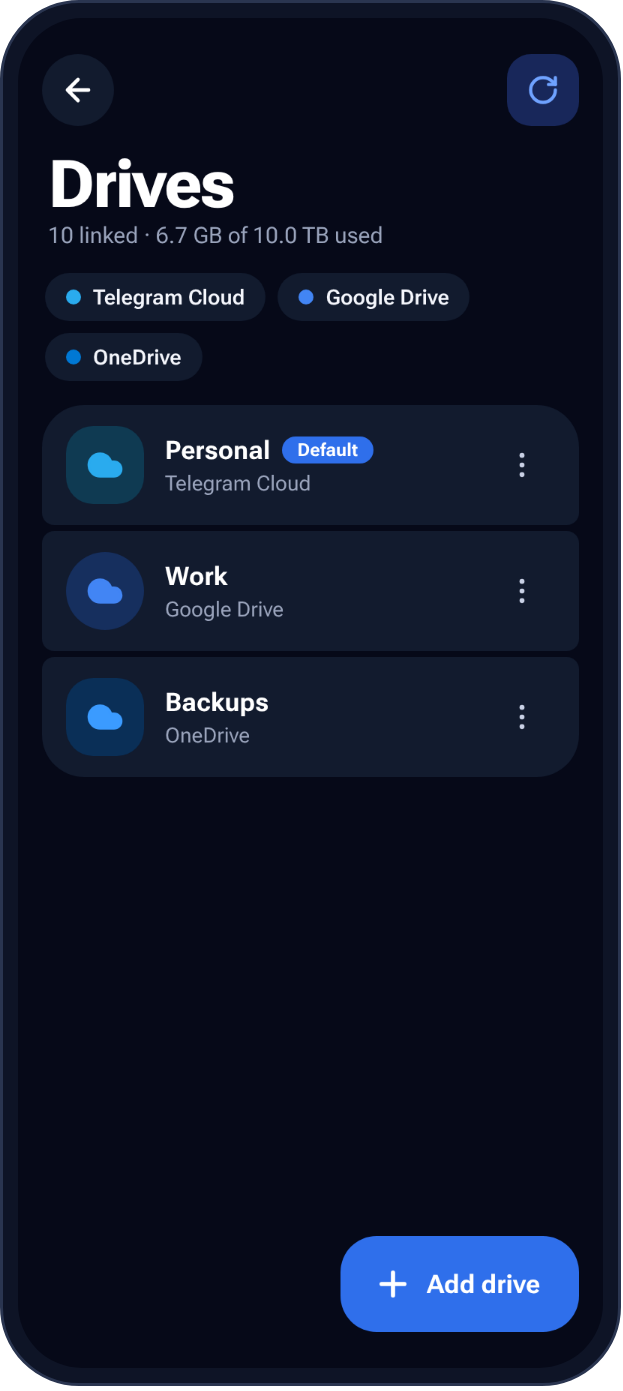 Drives
10 linked · 6.7 GB of 10.0 TB used
Telegram Cloud
Google Drive
OneDrive
Personal Default
Telegram Cloud
Work
Google Drive
Backups
OneDrive
Add drive